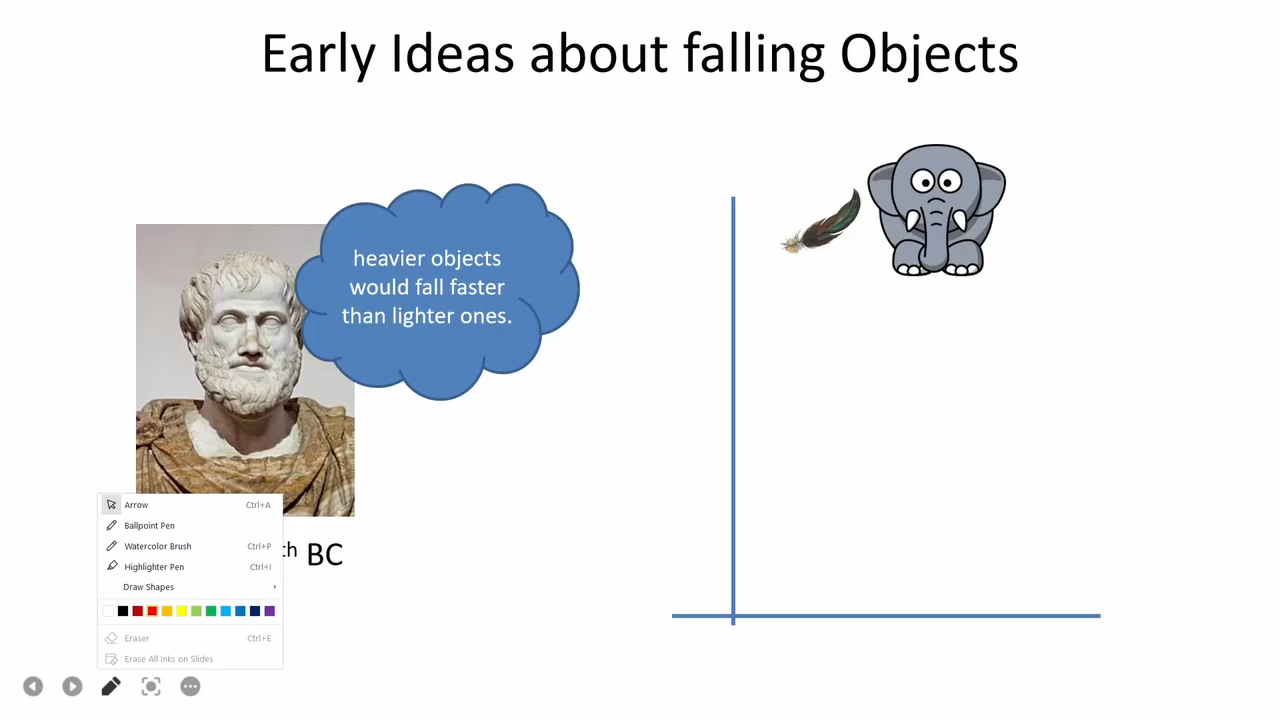 Early Ideas about falling Objects
heavier objects
would fall faster
than lighter ones.
th BC
Arrow Ctrl+A
Ballpoint Pen
Watercolor Brush Ctrl+P
Highlighter Pen Ctrl+I
Draw Shapes
Eraser Ctrl+E
Erase All Inks on Slides